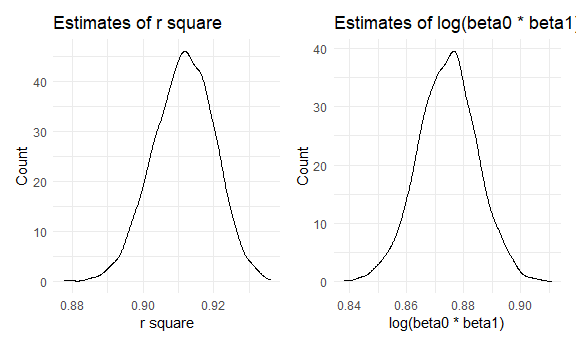 Estimates of r square
Count
40
30
20
10
0
0.88 0.90 0.92
r square
Estimates of log(beta0 * beta1)
Count
40
30
20
10
0
0.84 0.86 0.88 0.90
log(beta0 * beta1)